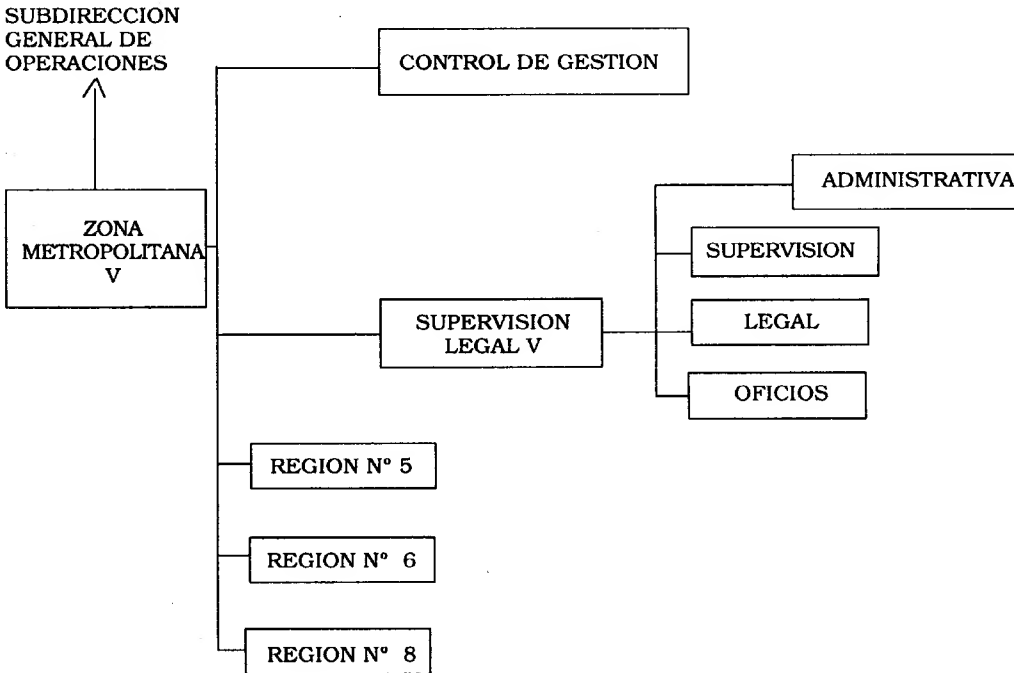 SUBDIRECCION
GENERAL DE
OPERACIONES
CONTROL DE GESTION
ADMINISTRATIVA
ZONA
METROPOLITANA
V
SUPERVISION
SUPERVISION
LEGAL V
LEGAL
OFICIOS
REGION Nº 5
REGION Nº 6
REGION Nº 8